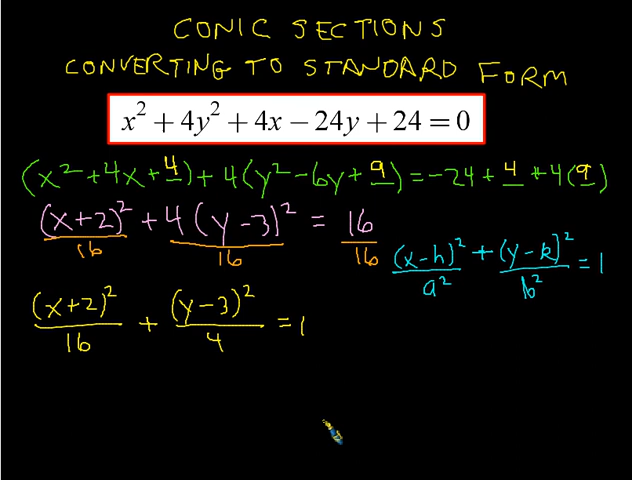 CONIC SECTIONS
CONVERTING TO STANDARD FORM
x² + 4y² + 4x − 24y + 24 = 0
(x² + 4x + 4) + 4(y² − 6y + 9) = −24 + 4 + 4(9)
(x + 2)²/16 + 4(y − 3)²/16 = 16/16
(x − h)²/a² + (y − k)²/b² = 1
(x + 2)²/16 + (y − 3)²/4 = 1